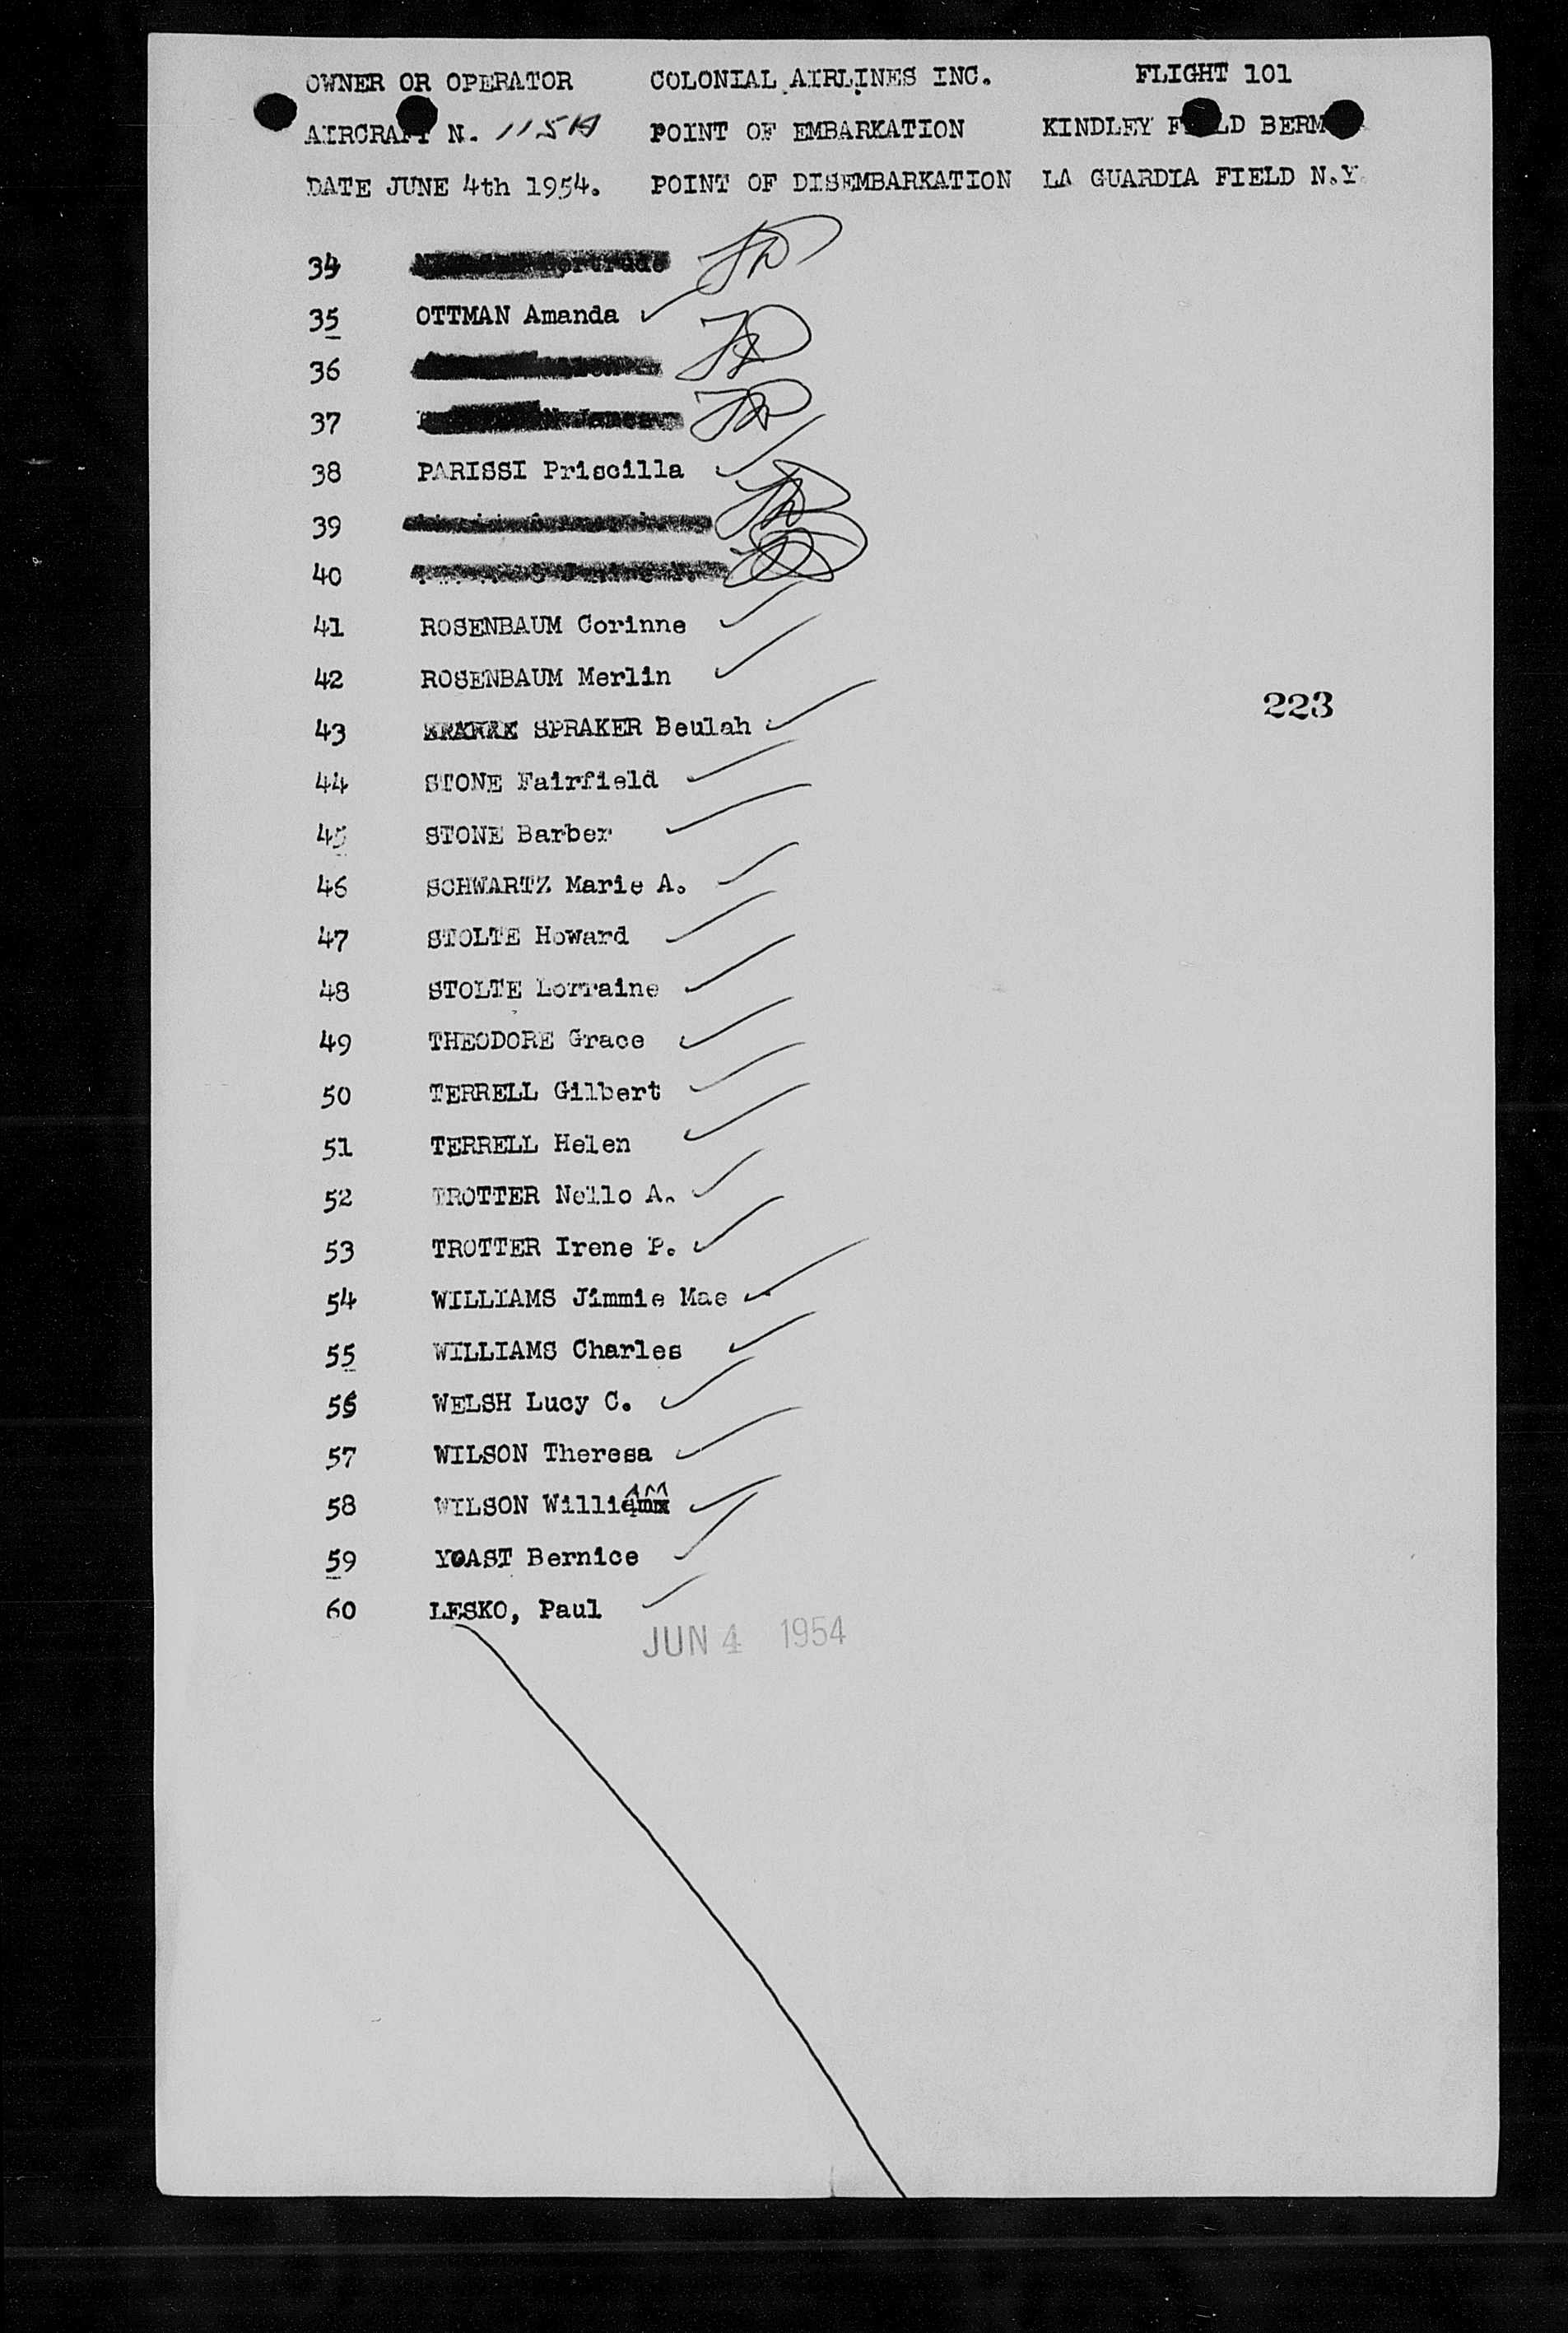 OWNER OR OPERATOR COLONIAL AIRLINES INC. FLIGHT 101
AIRCRAFT N. 115A POINT OF EMBARKATION KINDLEY FIELD BERM
DATE JUNE 4th 1954. POINT OF DISEMBARKATION LA GUARDIA FIELD N.Y.
34 Gertrude
35 OTTMAN Amanda
36
37 James
38 PARISSI Priscilla
39
40
41 ROSENBAUM Corinne
42 ROSENBAUM Merlin
223
43 SPRAKER Beulah
44 STONE Fairfield
45 STONE Barber
46 SCHWARTZ Marie A.
47 STOLTE Howard
48 STOLTE Lorraine
49 THEODORE Grace
50 TERRELL Gilbert
51 TERRELL Helen
52 TROTTER Nello A.
53 TROTTER Irene P.
54 WILLIAMS Jimmie Mae
55 WILLIAMS Charles
56 WELSH Lucy C.
57 WILSON Theresa
58 WILSON William
59 YOAST Bernice
60 LESKO, Paul
JUN 4 1954